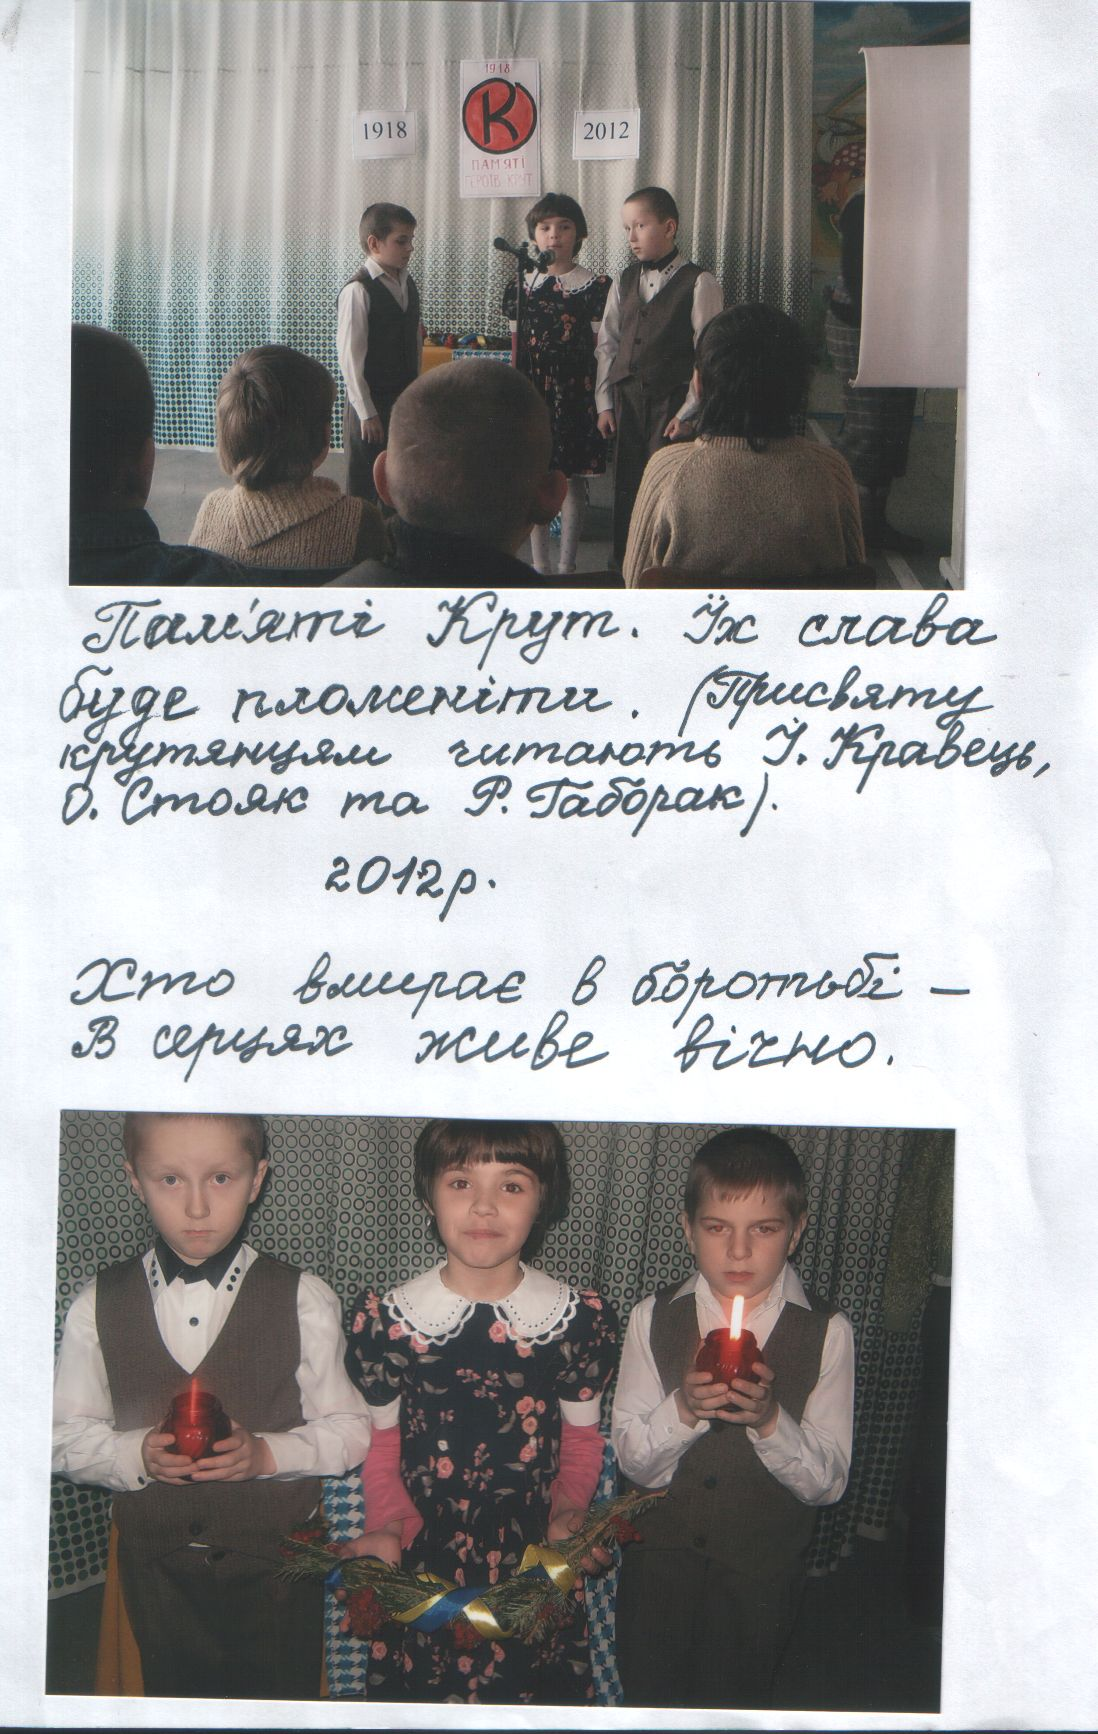 1918
К
1918
2012
ПАМ'ЯТІ
ГЕРОЇВ КРУТ
Пам'яті Крут. Їх слава
буде пломеніти. (Присвяту
крутянцям читають І. Кравець,
О. Стояк та Р. Габорак).
2012р.
Хто вмирає в боротьбі –
В серцях живе вічно.